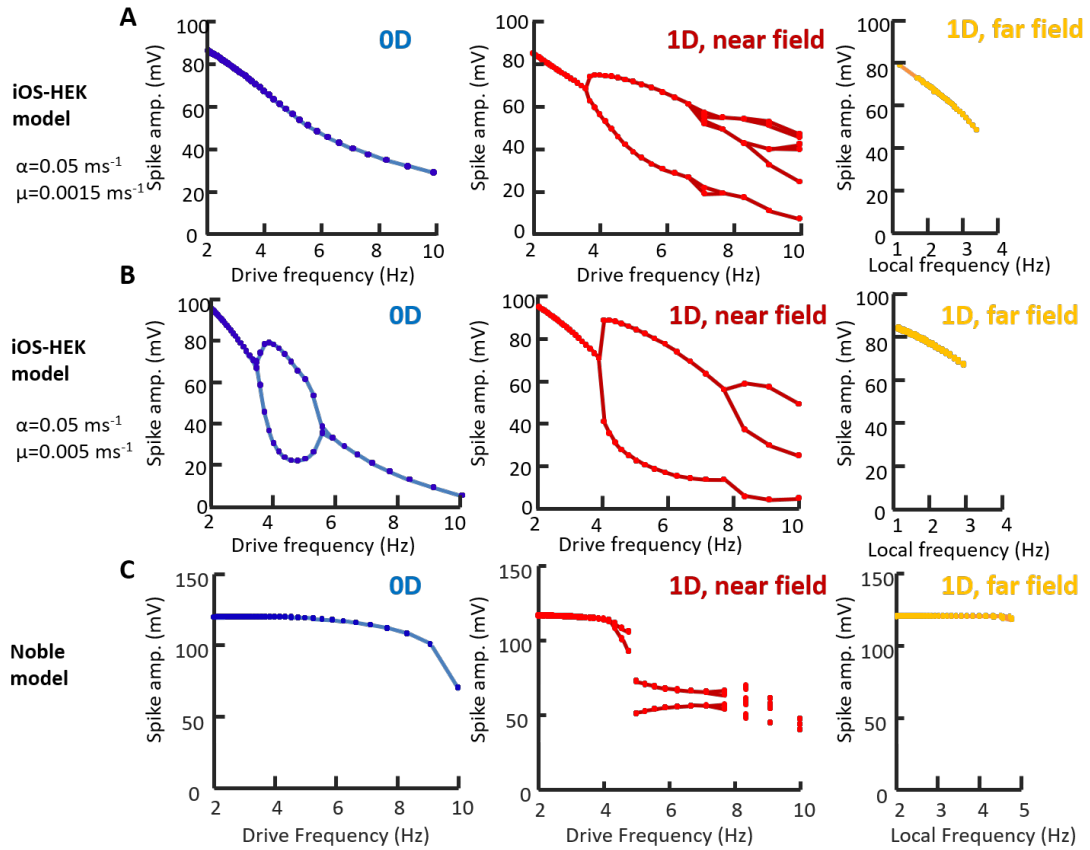 A
iOS-HEK
model
α=0.05 ms-1
μ=0.0015 ms-1
0D
Spike amp. (mV)
100
80
60
40
20
0
2 4 6 8 10
Drive frequency (Hz)
1D, near field
Spike amp. (mV)
100
80
60
40
20
0
2 4 6 8 10
Drive frequency (Hz)
1D, far field
Spike amp. (mV)
100
80
60
40
20
0
1 2 3 4
Local frequency (Hz)
B
iOS-HEK
model
α=0.05 ms-1
μ=0.005 ms-1
0D
Spike amp. (mV)
100
80
60
40
20
0
2 4 6 8 10
Drive frequency (Hz)
1D, near field
Spike amp. (mV)
100
80
60
40
20
0
2 4 6 8 10
Drive frequency (Hz)
1D, far field
Spike amp. (mV)
100
80
60
40
20
0
1 2 3 4
Local frequency (Hz)
C
Noble
model
0D
Spike amp. (mV)
150
100
50
0
2 4 6 8 10
Drive Frequency (Hz)
1D, near field
Spike amp. (mV)
150
100
50
0
2 4 6 8 10
Drive Frequency (Hz)
1D, far field
Spike amp. (mV)
150
100
50
0
2 3 4 5
Local Frequency (Hz)